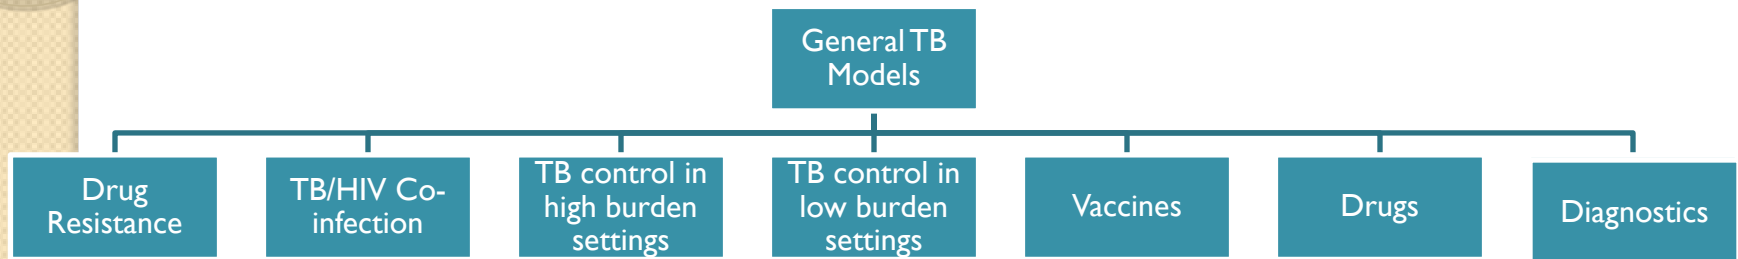 General TB
Models
Drug
Resistance
TB/HIV Co-
infection
TB control in
high burden
settings
TB control in
low burden
settings
Vaccines
Drugs
Diagnostics